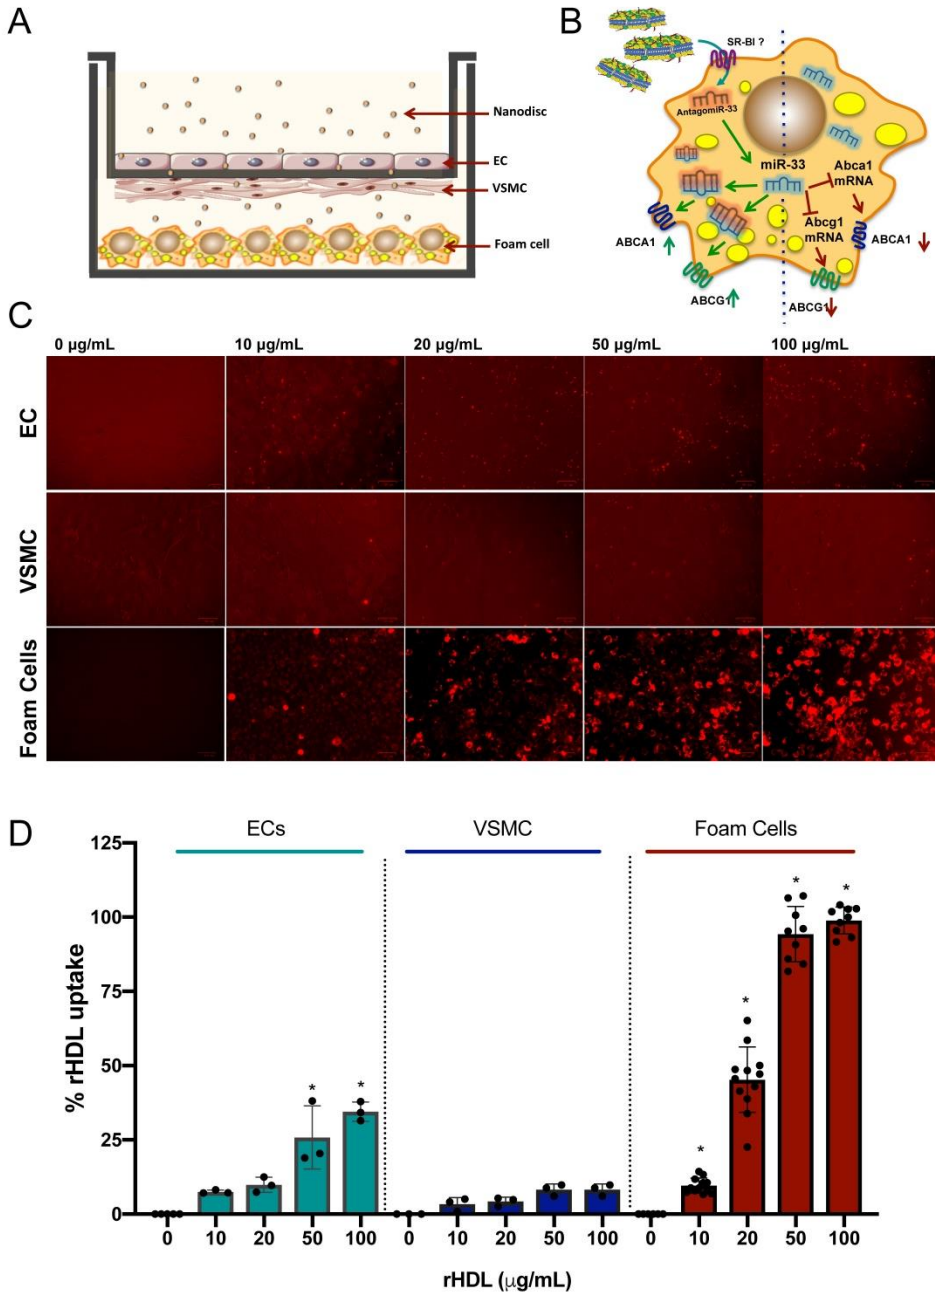 A
Nanodisc
EC
VSMC
Foam cell
B
SR-BI ?
AntagomiR-33
miR-33
Abca1
mRNA
Abcg1
mRNA
ABCA1
ABCA1
ABCG1
ABCG1
C
0 µg/mL 10 µg/mL 20 µg/mL 50 µg/mL 100 µg/mL
EC
VSMC
Foam Cells
D
ECs VSMC Foam Cells
% rHDL uptake
125
100
75
50
25
0
* * * * * *
0 10 20 50 100 0 10 20 50 100 0 10 20 50 100
rHDL (µg/mL)